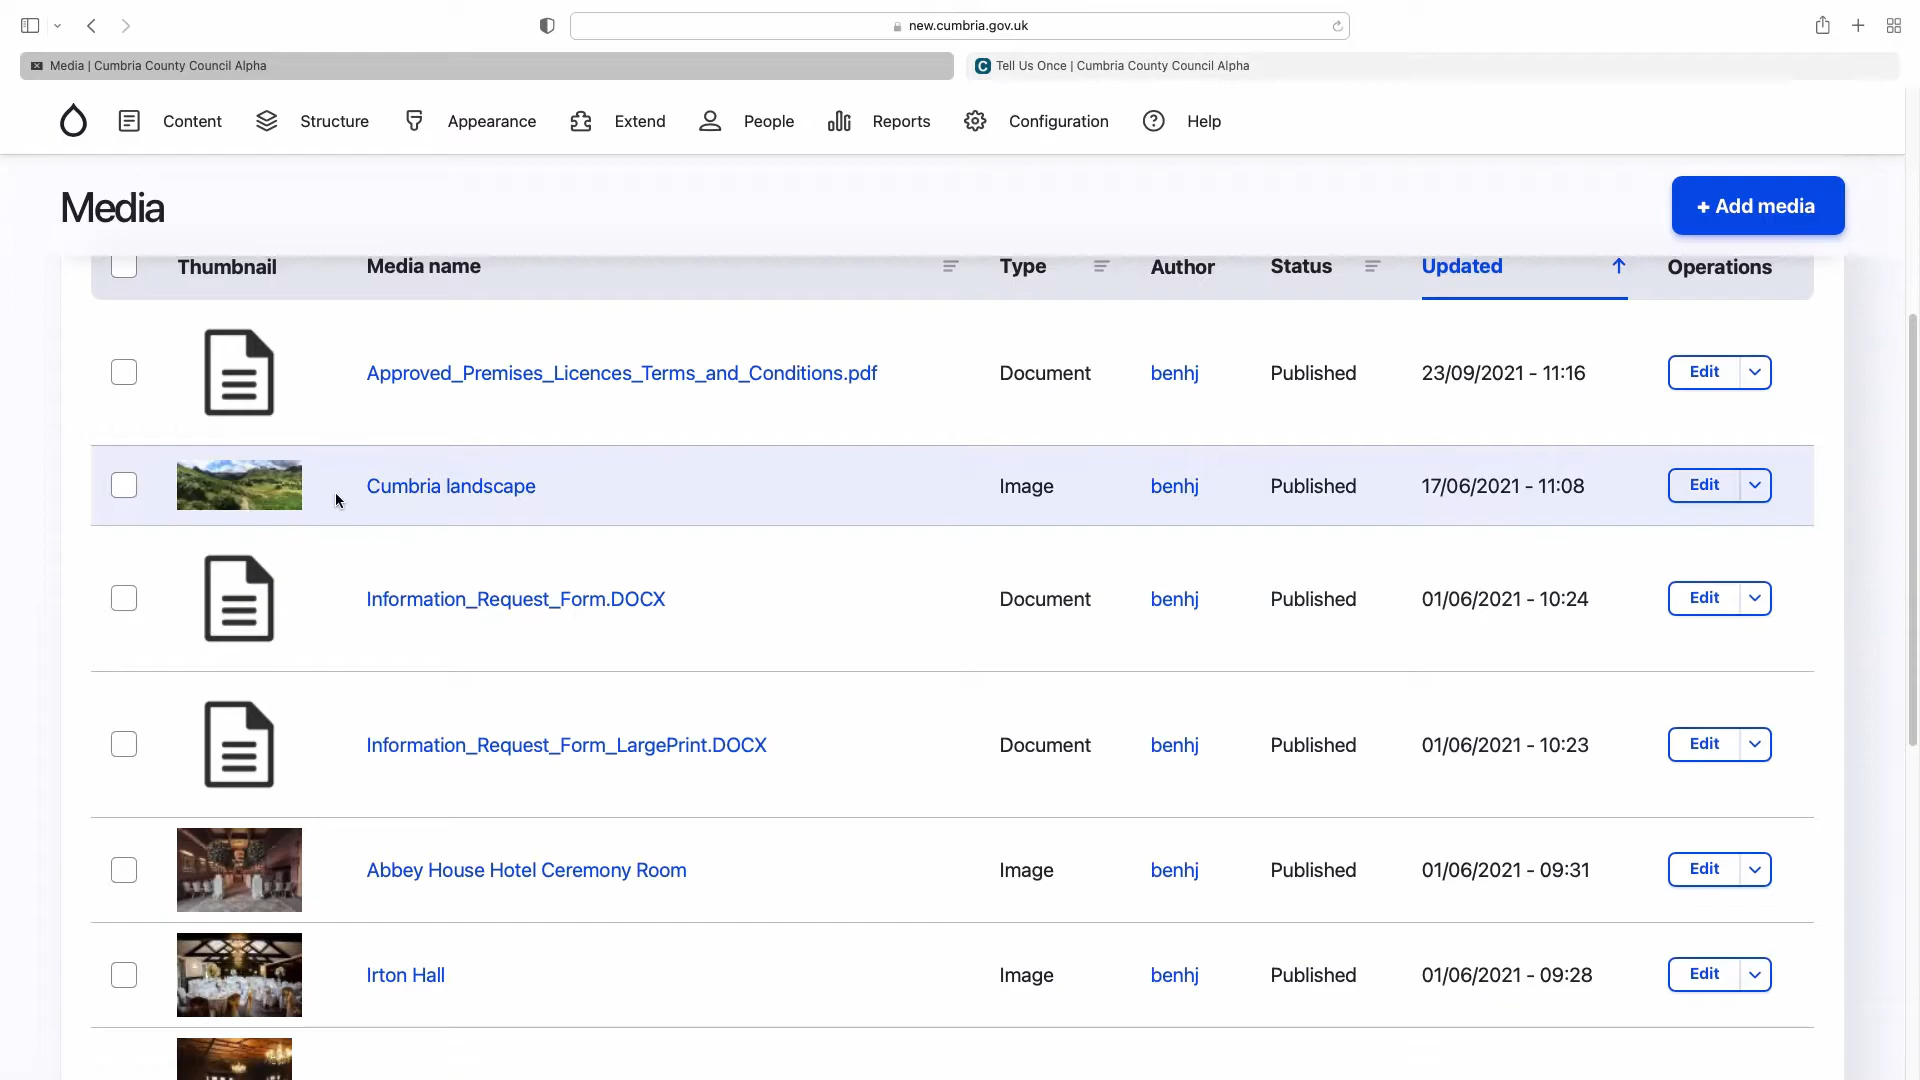 new.cumbria.gov.uk
Media | Cumbria County Council Alpha
Tell Us Once | Cumbria County Council Alpha
Content Structure Appearance Extend People Reports Configuration Help
Media
+ Add media
Thumbnail Media name Type Author Status Updated Operations
Approved_Premises_Licences_Terms_and_Conditions.pdf Document benhj Published 23/09/2021 - 11:16 Edit
Cumbria landscape Image benhj Published 17/06/2021 - 11:08 Edit
Information_Request_Form.DOCX Document benhj Published 01/06/2021 - 10:24 Edit
Information_Request_Form_LargePrint.DOCX Document benhj Published 01/06/2021 - 10:23 Edit
Abbey House Hotel Ceremony Room Image benhj Published 01/06/2021 - 09:31 Edit
Irton Hall Image benhj Published 01/06/2021 - 09:28 Edit